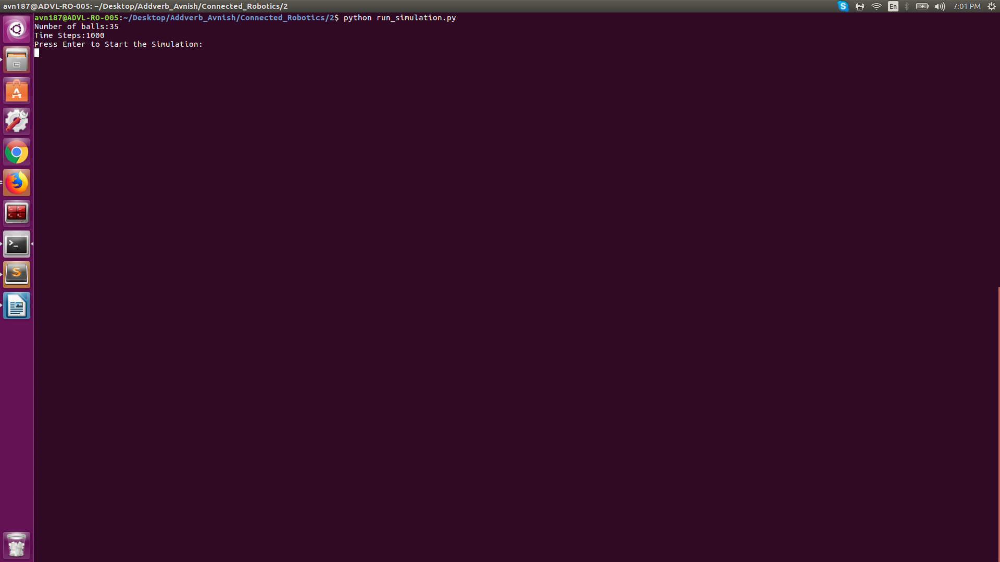 avn187@ADVL-RO-005: ~/Desktop/Addverb_Avnish/Connected_Robotics/2
En
7:01 PM
avn187@ADVL-RO-005:~/Desktop/Addverb_Avnish/Connected_Robotics/2$ python run_simulation.py
Number of balls:35
Time Steps:1000
Press Enter to Start the Simulation: